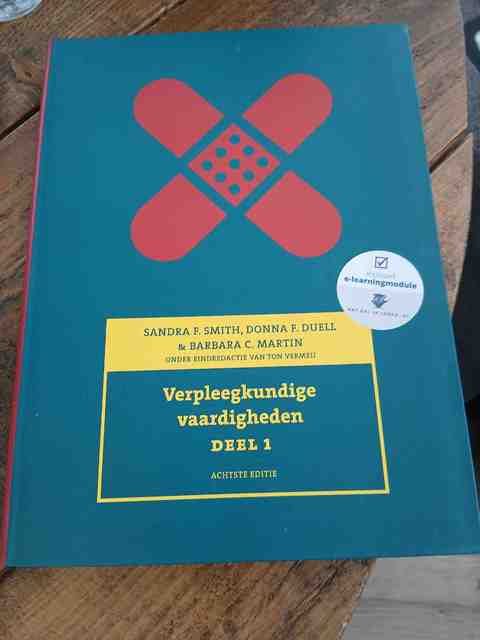 e-learningmodule
SANDRA F. SMITH, DONNA F. DUELL
& BARBARA C. MARTIN
ONDER EINDREDACTIE VAN TON VERMEIJ
Verpleegkundige
vaardigheden
DEEL 1
ACHTSTE EDITIE